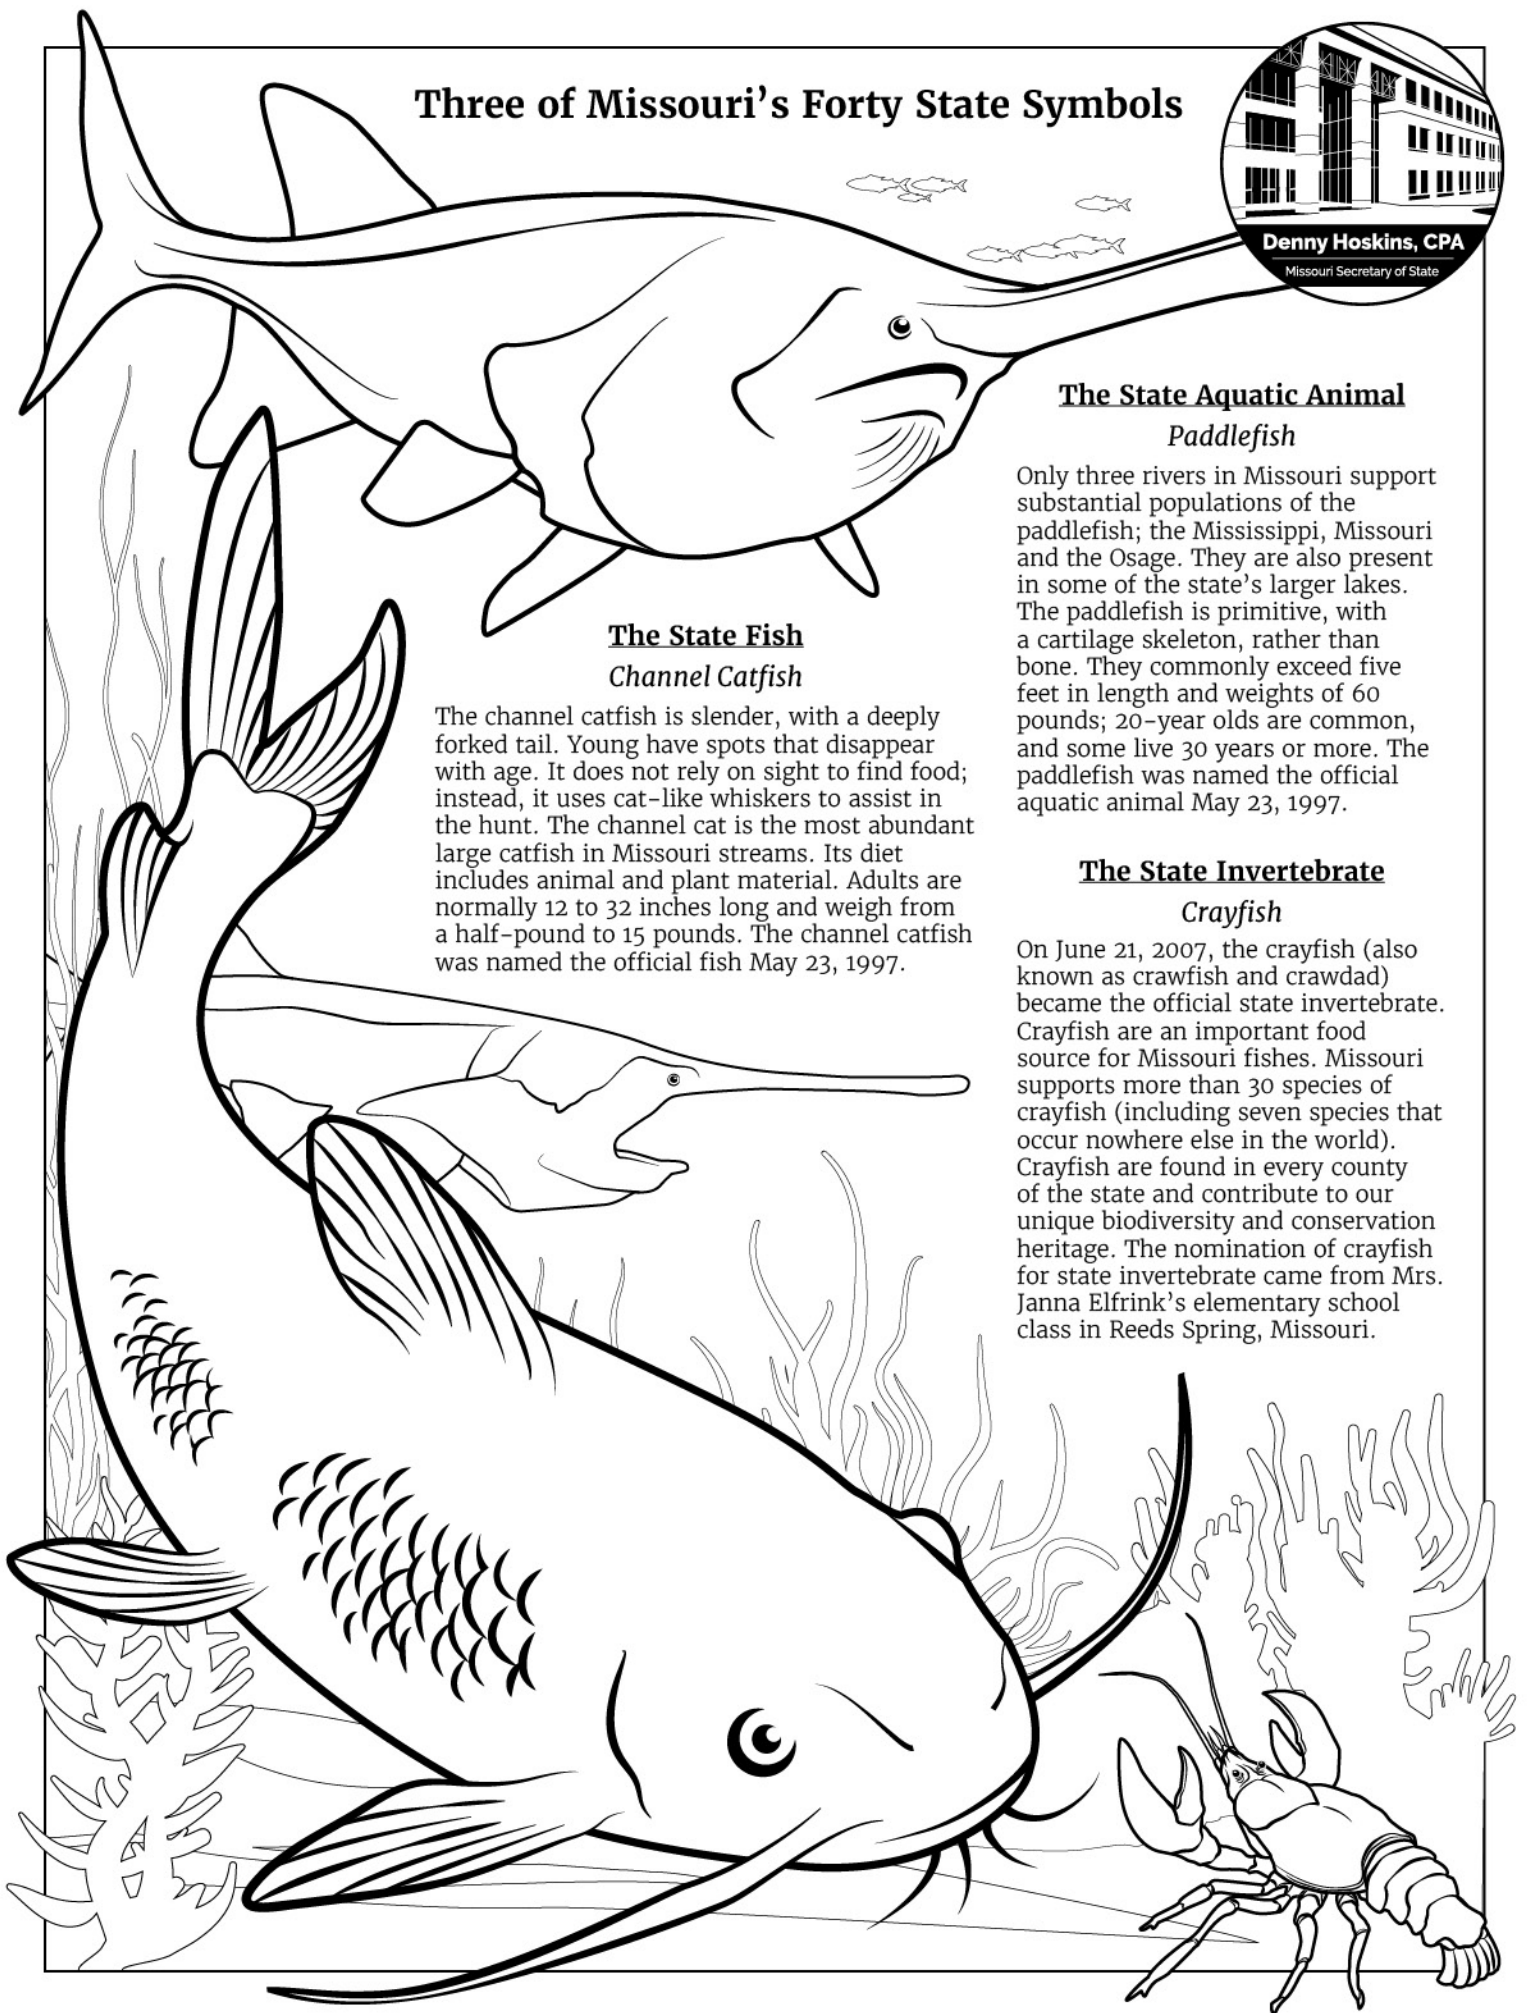 Three of Missouri's Forty State Symbols
Denny Hoskins, CPA
Missouri Secretary of State
The State Aquatic Animal
Paddlefish
Only three rivers in Missouri support
substantial populations of the
paddlefish; the Mississippi, Missouri
and the Osage. They are also present
in some of the state's larger lakes.
The paddlefish is primitive, with
a cartilage skeleton, rather than
bone. They commonly exceed five
feet in length and weights of 60
pounds; 20-year olds are common,
and some live 30 years or more. The
paddlefish was named the official
aquatic animal May 23, 1997.
The State Fish
Channel Catfish
The channel catfish is slender, with a deeply
forked tail. Young have spots that disappear
with age. It does not rely on sight to find food;
instead, it uses cat-like whiskers to assist in
the hunt. The channel cat is the most abundant
large catfish in Missouri streams. Its diet
includes animal and plant material. Adults are
normally 12 to 32 inches long and weigh from
a half-pound to 15 pounds. The channel catfish
was named the official fish May 23, 1997.
The State Invertebrate
Crayfish
On June 21, 2007, the crayfish (also
known as crawfish and crawdad)
became the official state invertebrate.
Crayfish are an important food
source for Missouri fishes. Missouri
supports more than 30 species of
crayfish (including seven species that
occur nowhere else in the world).
Crayfish are found in every county
of the state and contribute to our
unique biodiversity and conservation
heritage. The nomination of crayfish
for state invertebrate came from Mrs.
Janna Elfrink's elementary school
class in Reeds Spring, Missouri.